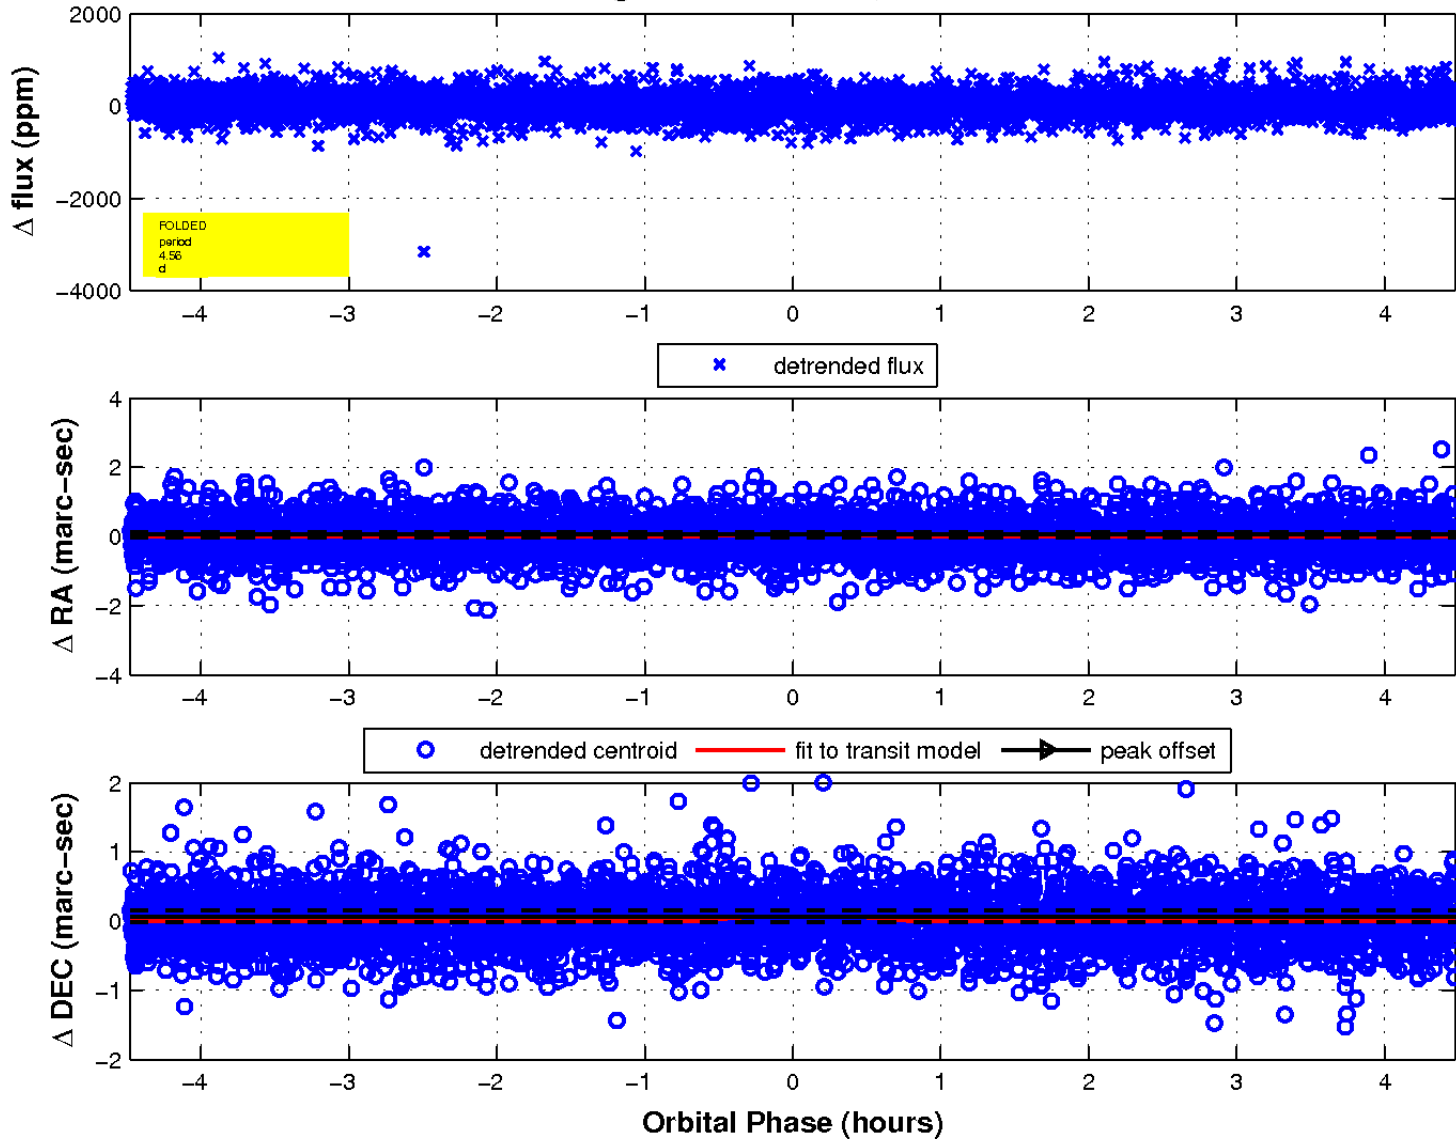 2000
0
−2000
−4000
Δ flux (ppm)
FOLDED
period
4.56
d
−4 −3 −2 −1 0 1 2 3 4
detrended flux
4
2
0
−2
−4
Δ RA (marc−sec)
−4 −3 −2 −1 0 1 2 3 4
detrended centroid fit to transit model peak offset
2
1
0
−1
−2
Δ DEC (marc−sec)
−4 −3 −2 −1 0 1 2 3 4
Orbital Phase (hours)